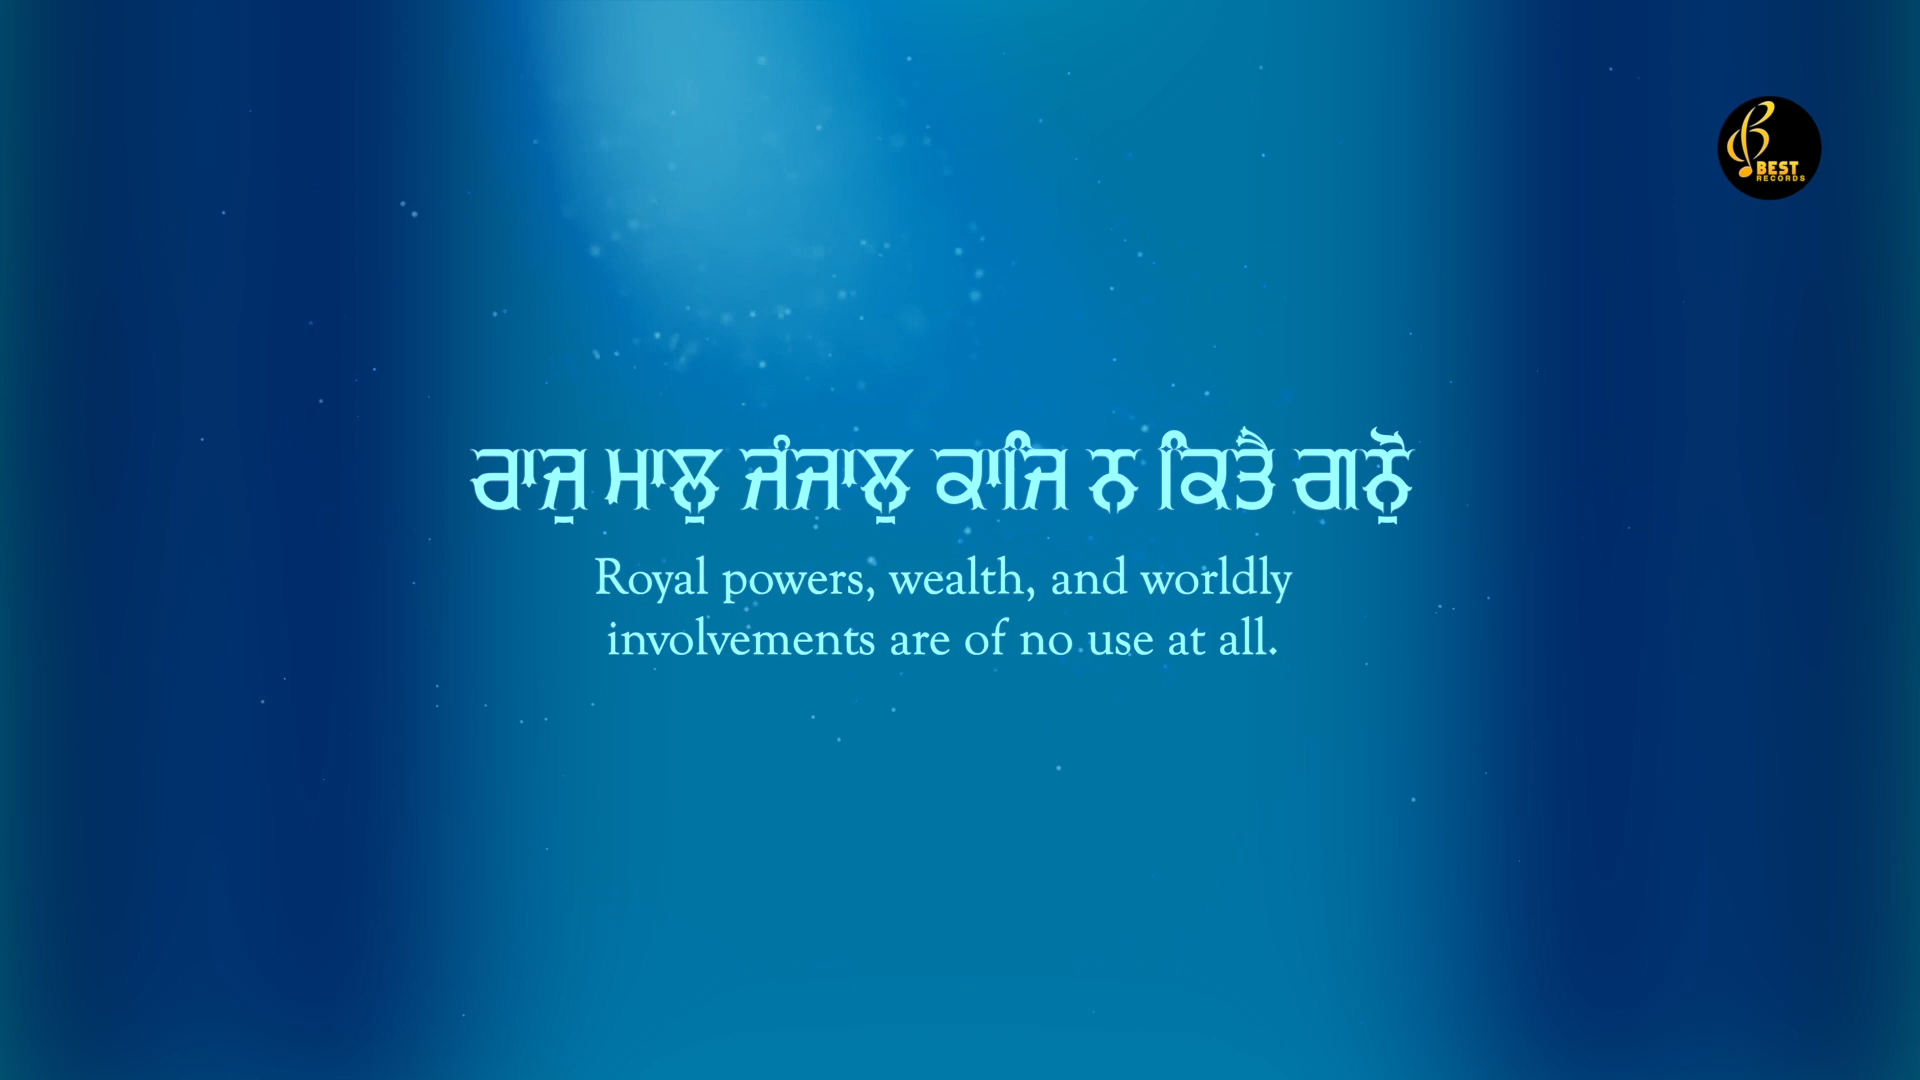 ਰਾਜੁ ਮਾਲੁ ਜੰਜਾਲੁ ਕਾਜਿ ਨ ਕਿਤੈ ਗਨੋੁ
Royal powers, wealth, and worldly
involvements are of no use at all.
BEST
RECORDS